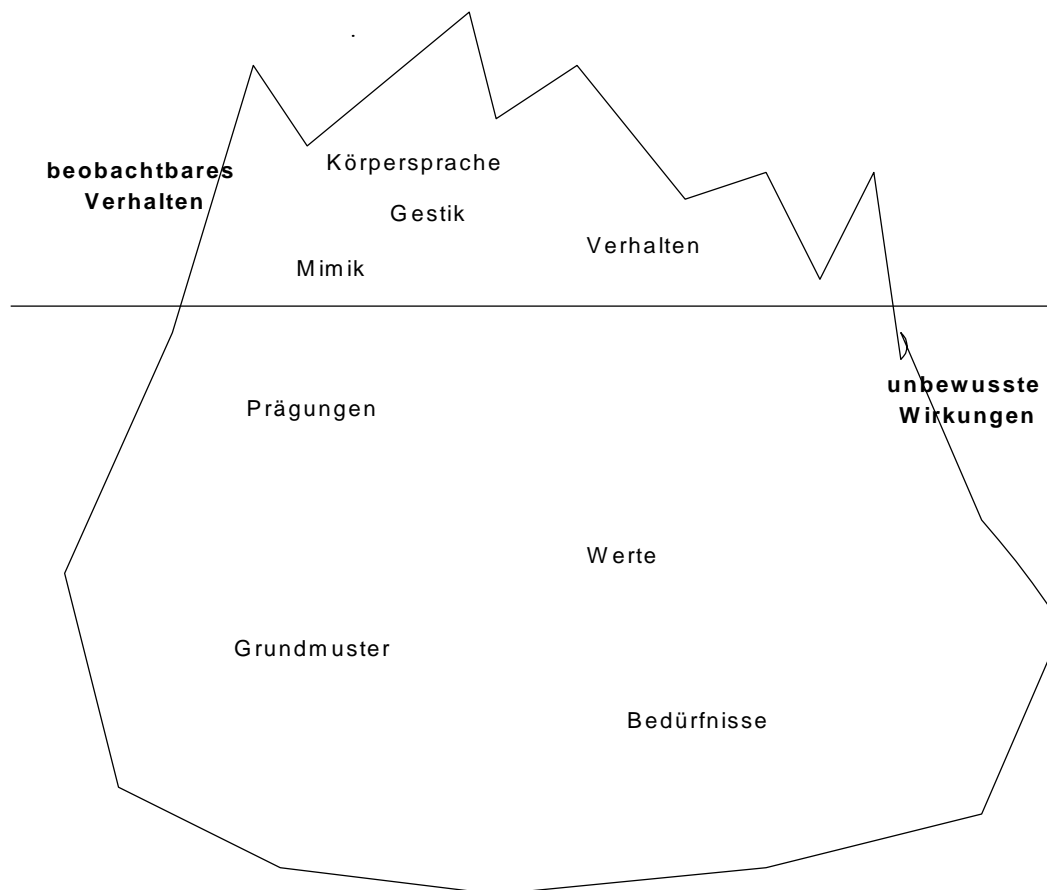 beobachtbares
Verhalten
Körpersprache
Gestik
Verhalten
Mimik
unbewusste
Wirkungen
Prägungen
Werte
Grundmuster
Bedürfnisse